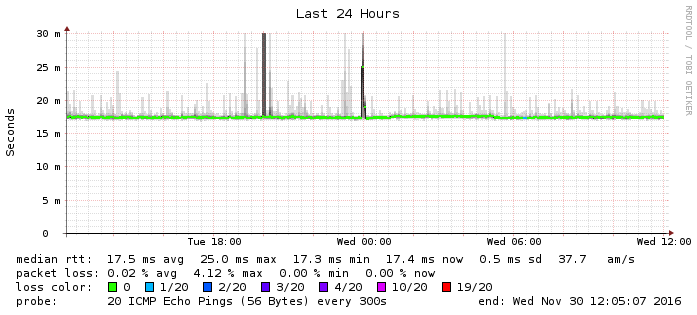 Last 24 Hours
RRDTOOL / TOBI OETIKER
Seconds
30 m
25 m
20 m
15 m
10 m
5 m
0
Tue 18:00 Wed 00:00 Wed 06:00 Wed 12:00
median rtt: 17.5 ms avg 25.0 ms max 17.3 ms min 17.4 ms now 0.5 ms sd 37.7 am/s
packet loss: 0.02 % avg 4.12 % max 0.00 % min 0.00 % now
loss color: 0 1/20 2/20 3/20 4/20 10/20 19/20
probe: 20 ICMP Echo Pings (56 Bytes) every 300s end: Wed Nov 30 12:05:07 2016